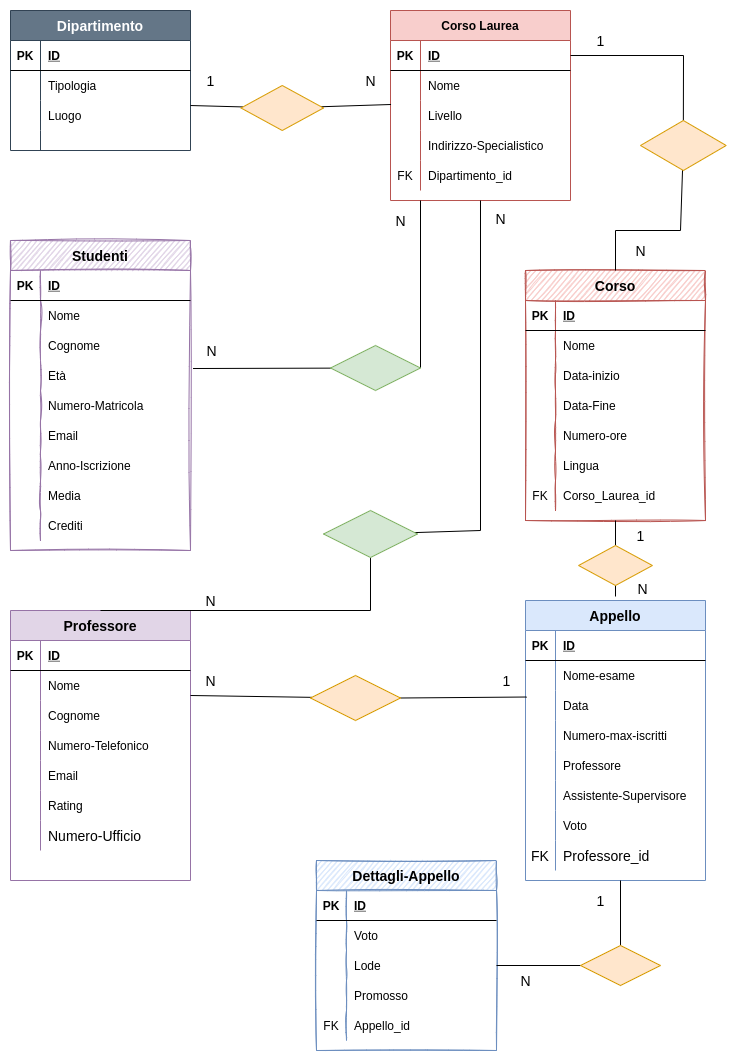 Dipartimento
PK ID
Tipologia
Luogo
1
N
Corso Laurea
PK ID
Nome
Livello
Indirizzo-Specialistico
FK Dipartimento_id
1
N
N
N
Studenti
PK ID
Nome
Cognome
Età
Numero-Matricola
Email
Anno-Iscrizione
Media
Crediti
N
Corso
PK ID
Nome
Data-inizio
Data-Fine
Numero-ore
Lingua
FK Corso_Laurea_id
1
N
N
Professore
PK ID
Nome
Cognome
Numero-Telefonico
Email
Rating
Numero-Ufficio
N
1
Appello
PK ID
Nome-esame
Data
Numero-max-iscritti
Professore
Assistente-Supervisore
Voto
FK Professore_id
1
N
Dettagli-Appello
PK ID
Voto
Lode
Promosso
FK Appello_id